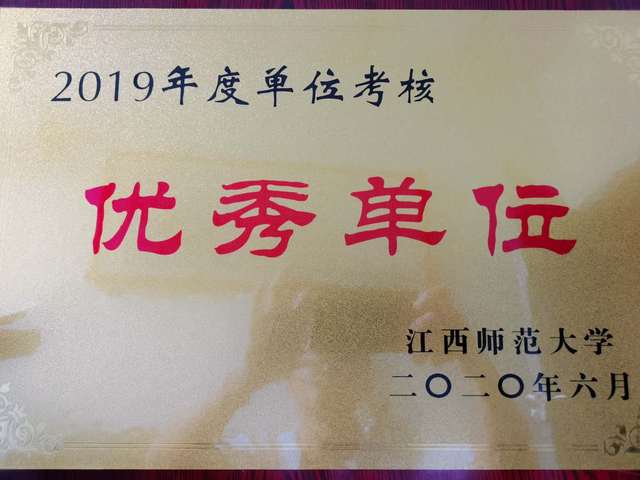 2019年度单位考核
优秀单位
江西师范大学
二〇二〇年六月